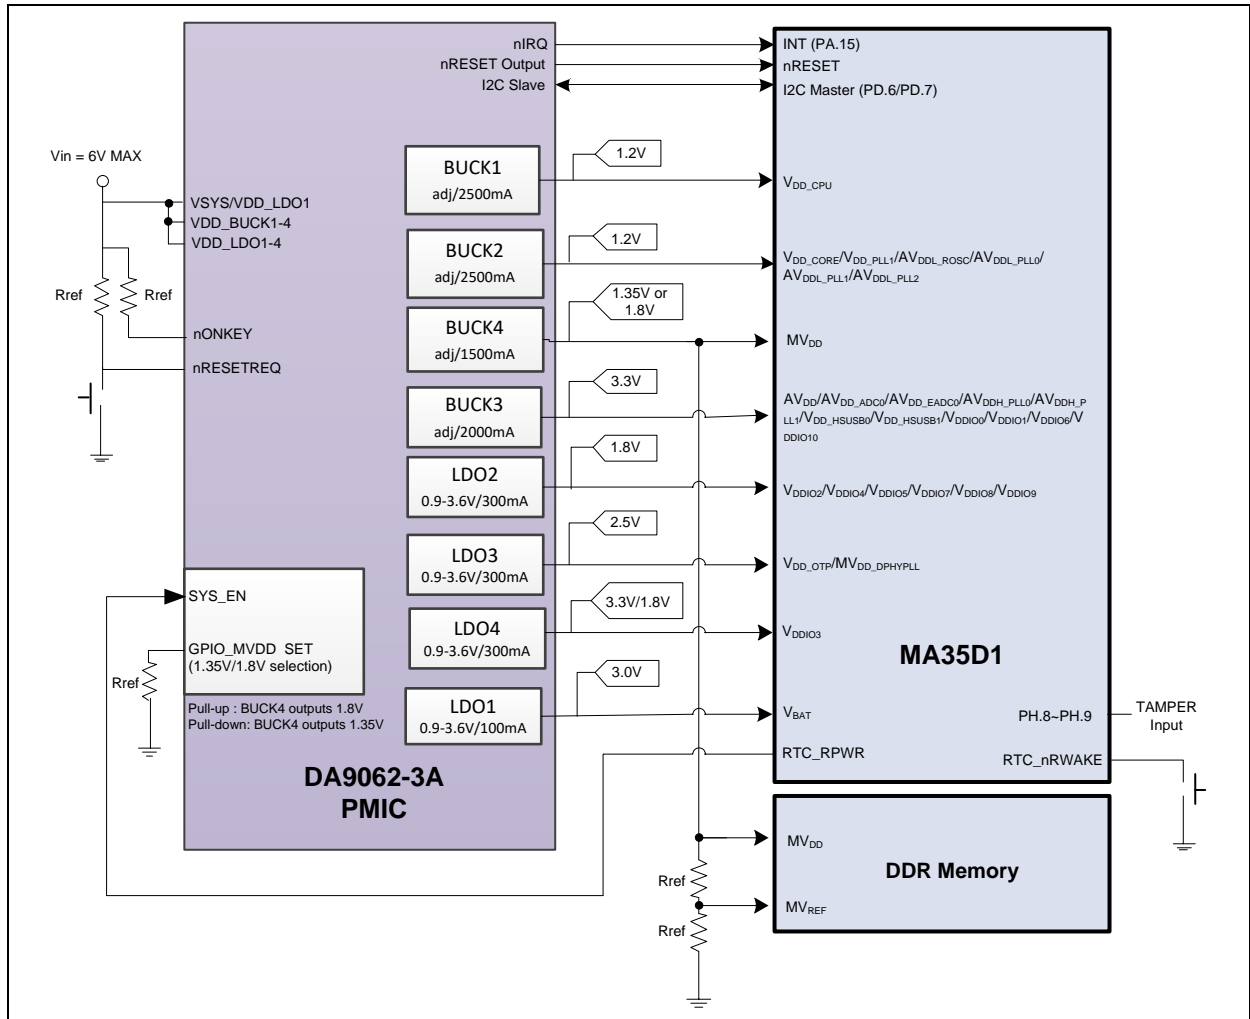 nIRQ
nRESET Output
I2C Slave
INT (PA.15)
nRESET
I2C Master (PD.6/PD.7)
Vin = 6V MAX
VSYS/VDD_LDO1
VDD_BUCK1-4
VDD_LDO1-4
Rref
Rref
nONKEY
nRESETREQ
BUCK1
adj/2500mA
1.2V
VDD_CPU
BUCK2
adj/2500mA
1.2V
VDD_CORE/VDD_PLL1/AVDDL_ROSC/AVDDL_PLL0/
AVDDL_PLL1/AVDDL_PLL2
BUCK4
adj/1500mA
1.35V or
1.8V
MVDD
BUCK3
adj/2000mA
3.3V
AVDD/AVDD_ADC0/AVDD_EADC0/AVDDH_PLL0/AVDDH_P
LL1/VDD_HSUSB0/VDD_HSUSB1/VDDIO0/VDDIO1/VDDIO6/V
DDIO10
LDO2
0.9-3.6V/300mA
1.8V
VDDIO2/VDDIO4/VDDIO5/VDDIO7/VDDIO8/VDDIO9
LDO3
0.9-3.6V/300mA
2.5V
VDD_OTP/MVDD_DPHYPLL
LDO4
0.9-3.6V/300mA
3.3V/1.8V
VDDIO3
LDO1
0.9-3.6V/100mA
3.0V
VBAT
SYS_EN
GPIO_MVDD_SET
(1.35V/1.8V selection)
Rref
Pull-up : BUCK4 outputs 1.8V
Pull-down: BUCK4 outputs 1.35V
DA9062-3A
PMIC
MA35D1
PH.8~PH.9
TAMPER
Input
RTC_RPWR
RTC_nRWAKE
MVDD
DDR Memory
Rref
MVREF
Rref